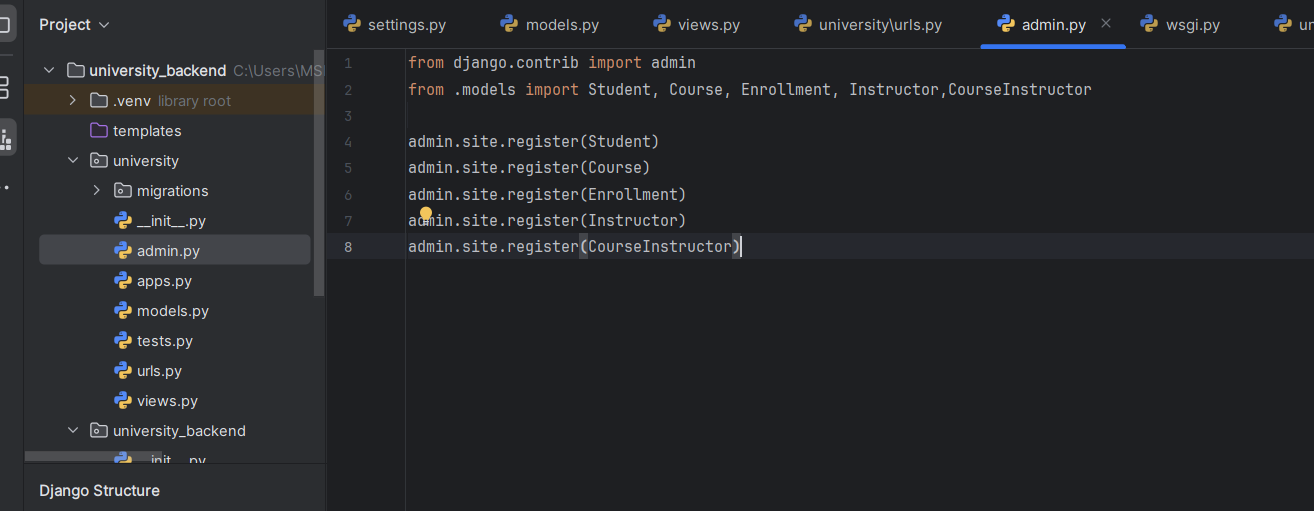 Project
settings.py
models.py
views.py
university\urls.py
admin.py
wsgi.py
university_backend C:\Users\MS
.venv library root
templates
university
migrations
__init__.py
admin.py
apps.py
models.py
tests.py
urls.py
views.py
university_backend
__init__.py
Django Structure
1 from django.contrib import admin
2 from .models import Student, Course, Enrollment, Instructor,CourseInstructor
3
4 admin.site.register(Student)
5 admin.site.register(Course)
6 admin.site.register(Enrollment)
7 admin.site.register(Instructor)
8 admin.site.register(CourseInstructor)